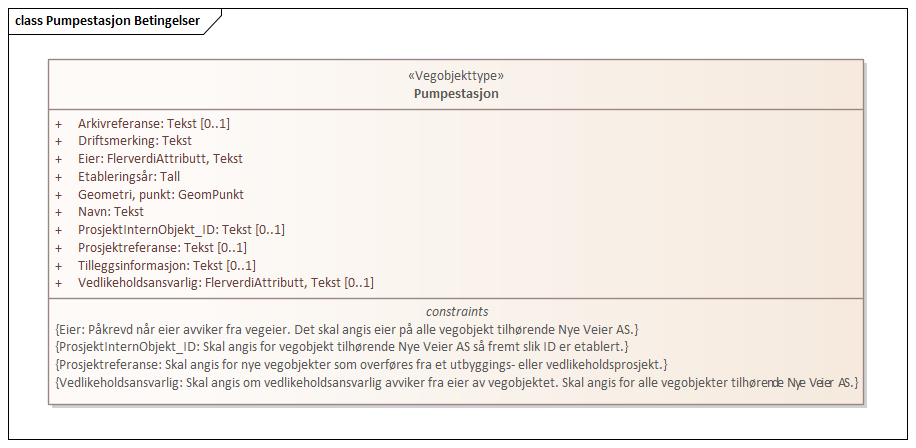 class Pumpestasjon Betingelser
«Vegobjekttype»
Pumpestasjon
+ Arkivreferanse: Tekst [0..1]
+ Driftsmerking: Tekst
+ Eier: FlerverdiAttributt, Tekst
+ Etableringsår: Tall
+ Geometri, punkt: GeomPunkt
+ Navn: Tekst
+ ProsjektInternObjekt_ID: Tekst [0..1]
+ Prosjektreferanse: Tekst [0..1]
+ Tilleggsinformasjon: Tekst [0..1]
+ Vedlikeholdsansvarlig: FlerverdiAttributt, Tekst [0..1]
constraints
{Eier: Påkrevd når eier avviker fra vegeier. Det skal angis eier på alle vegobjekt tilhørende Nye Veier AS.}
{ProsjektInternObjekt_ID: Skal angis for vegobjekt tilhørende Nye Veier AS så fremt slik ID er etablert.}
{Prosjektreferanse: Skal angis for nye vegobjekter som overføres fra et utbyggings- eller vedlikeholdsprosjekt.}
{Vedlikeholdsansvarlig: Skal angis om vedlikeholdsansvarlig avviker fra eier av vegobjektet. Skal angis for alle vegobjekter tilhørende Nye Veier AS.}